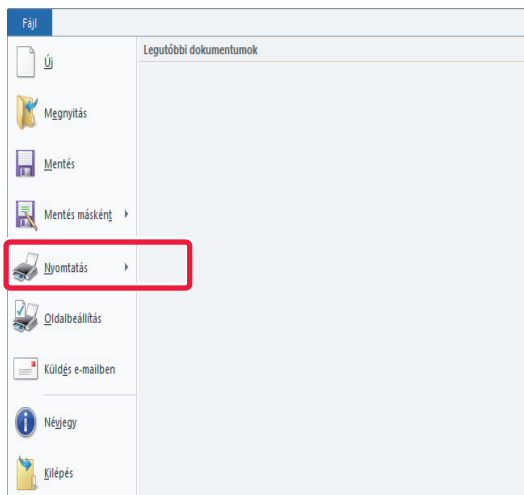 Fájl
Legutóbbi dokumentumok
Új
Megnyitás
Mentés
Mentés másként
Nyomtatás
Oldalbeállítás
Küldés e-mailben
Névjegy
Kilépés